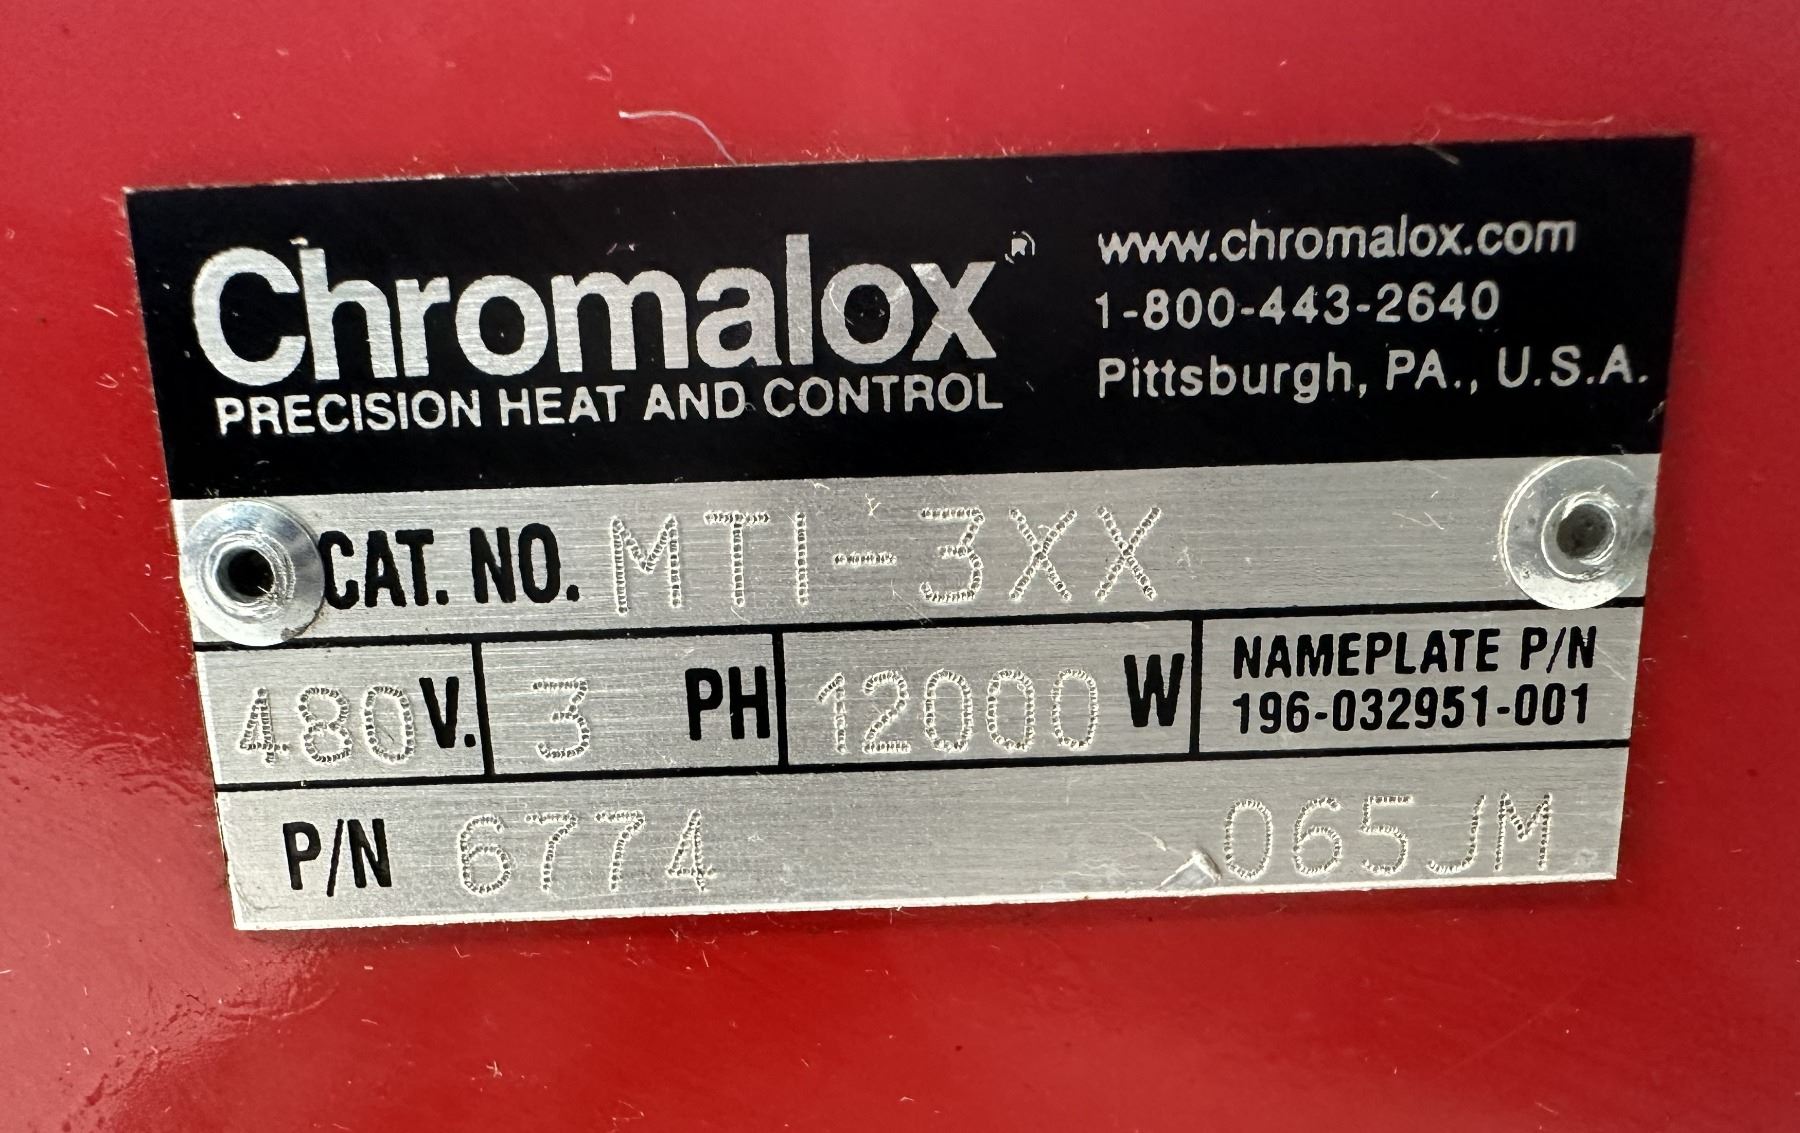 Chromalox®
PRECISION HEAT AND CONTROL
www.chromalox.com
1-800-443-2640
Pittsburgh, PA., U.S.A.
CAT. NO. MTI-3XX
480 V. 3 PH 12000 W
NAMEPLATE P/N
196-032951-001
P/N 6774 065JM